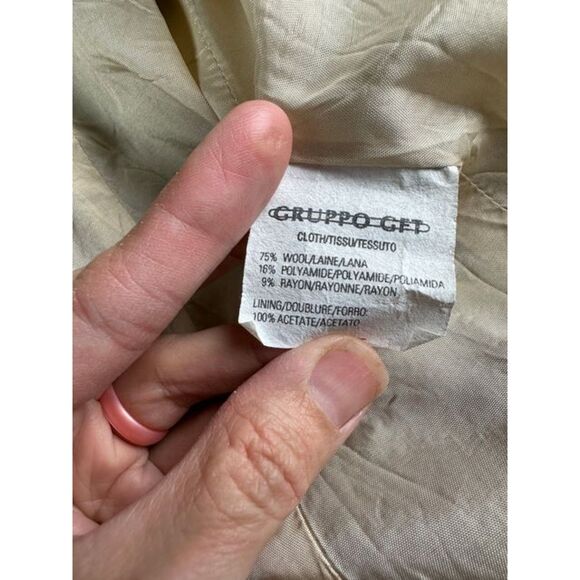 GRUPPO GFT
CLOTH/TISSU/TESSUTO
75% WOOL/LAINE/LANA
16% POLYAMIDE/POLYAMIDE/POLIAMIDA
9% RAYON/RAYONNE/RAYON
LINING/DOUBLURE/FORRO:
100% ACETATE/ACETATO